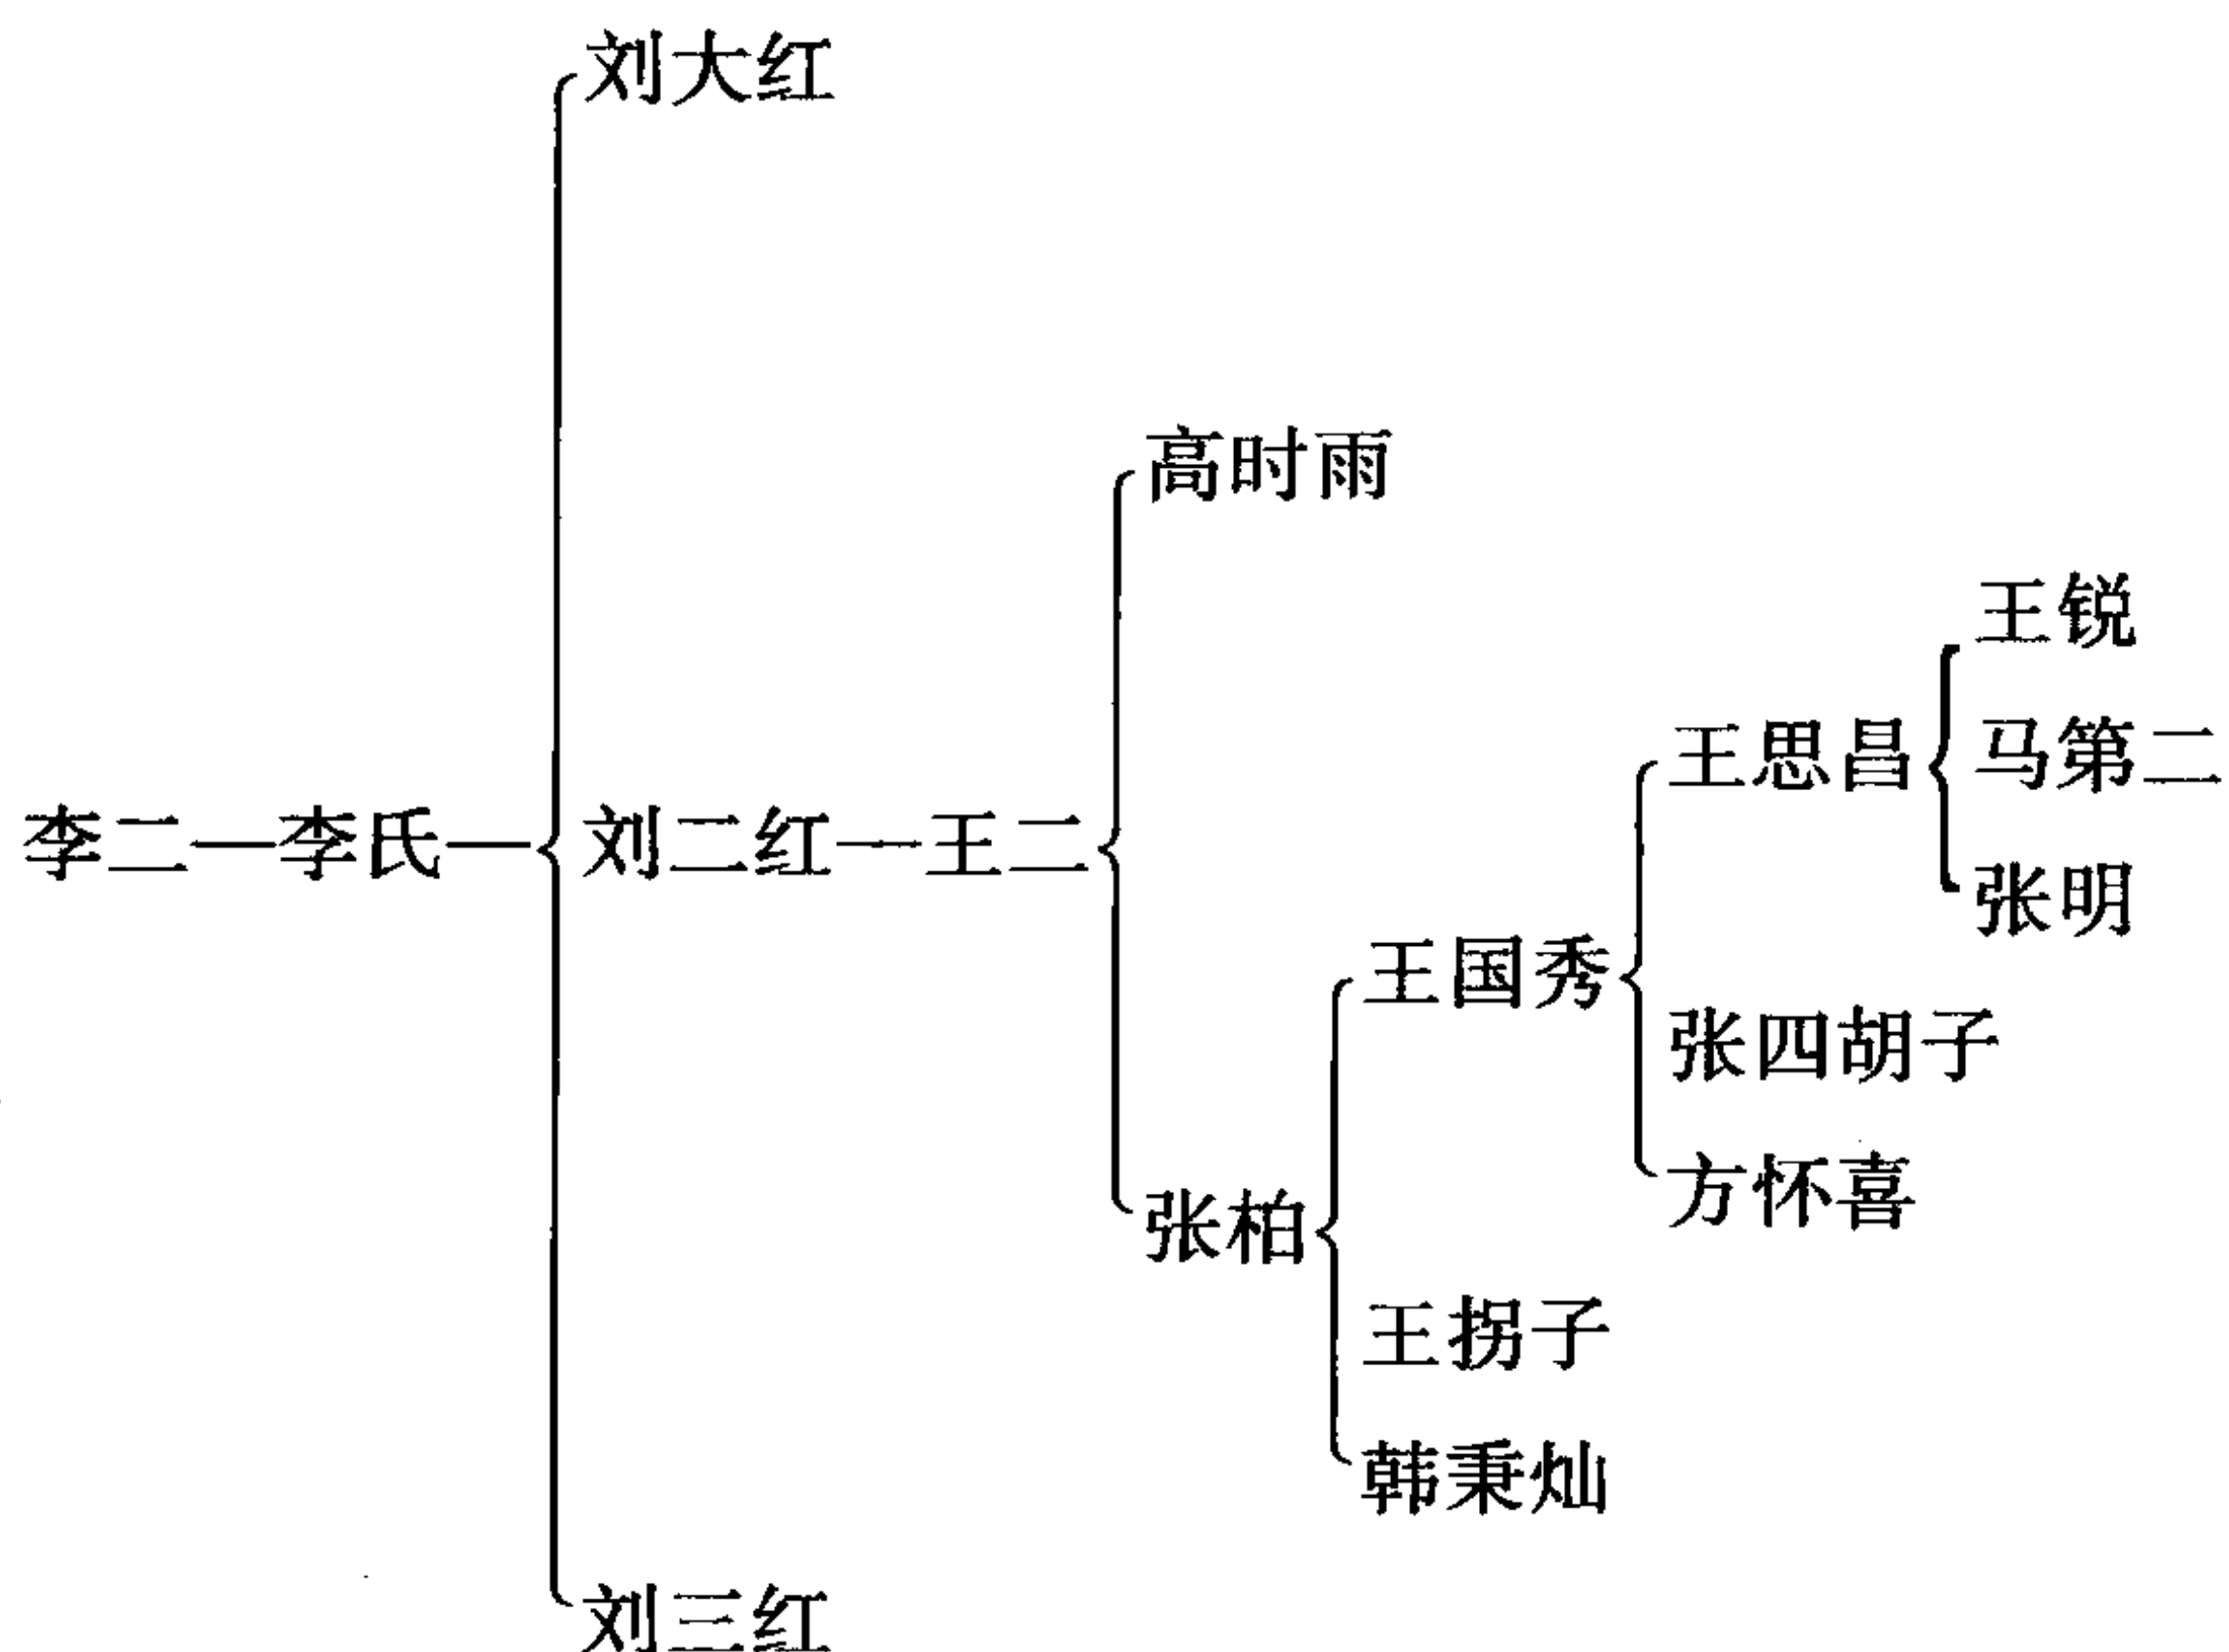 刘大红
高时雨
王锐
王思昌
马第二
李二—李氏—刘二红—王二
张明
王国秀
张四胡子
方怀喜
张柏
王拐子
韩秉灿
刘三红